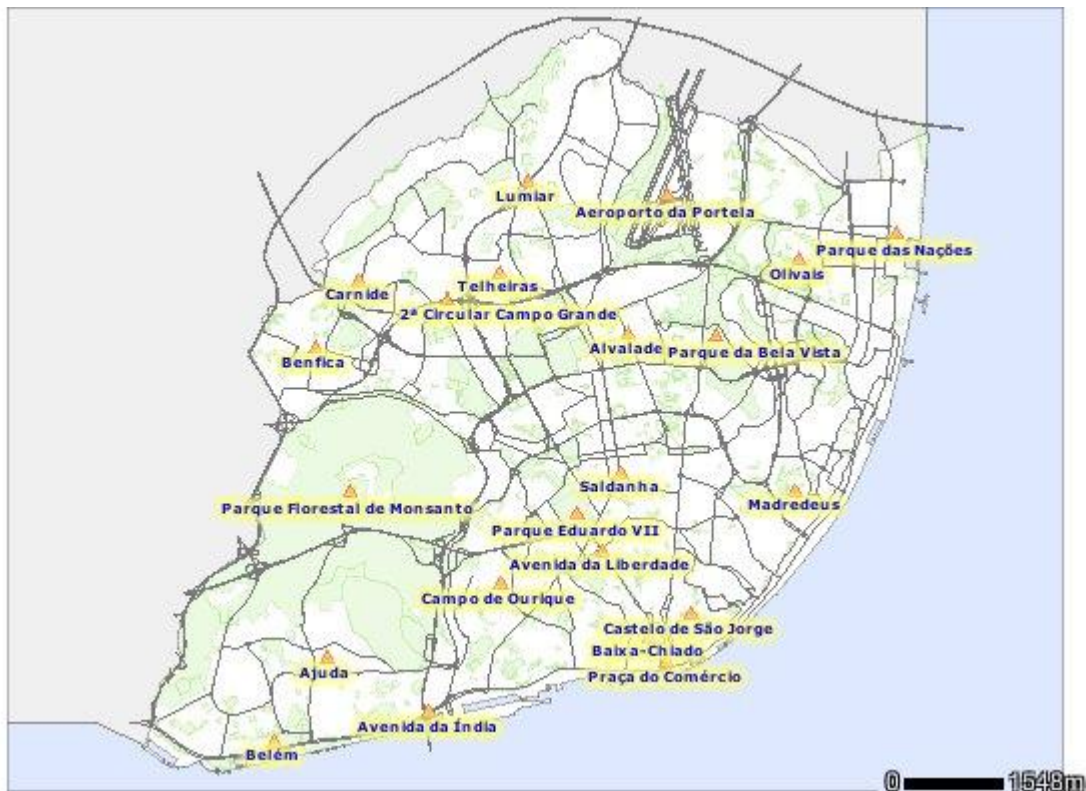 Lumiar
Aeroporto da Portela
Parque das Nações
Olivais
Telheiras
Carnide
2ª Circular Campo Grande
Alvalade
Parque da Bela Vista
Benfica
Saldanha
Parque Florestal de Monsanto
Madredeus
Parque Eduardo VII
Avenida da Liberdade
Campo de Ourique
Castelo de São Jorge
Baixa-Chiado
Ajuda
Praça do Comércio
Avenida da Índia
Belém
0 1548m